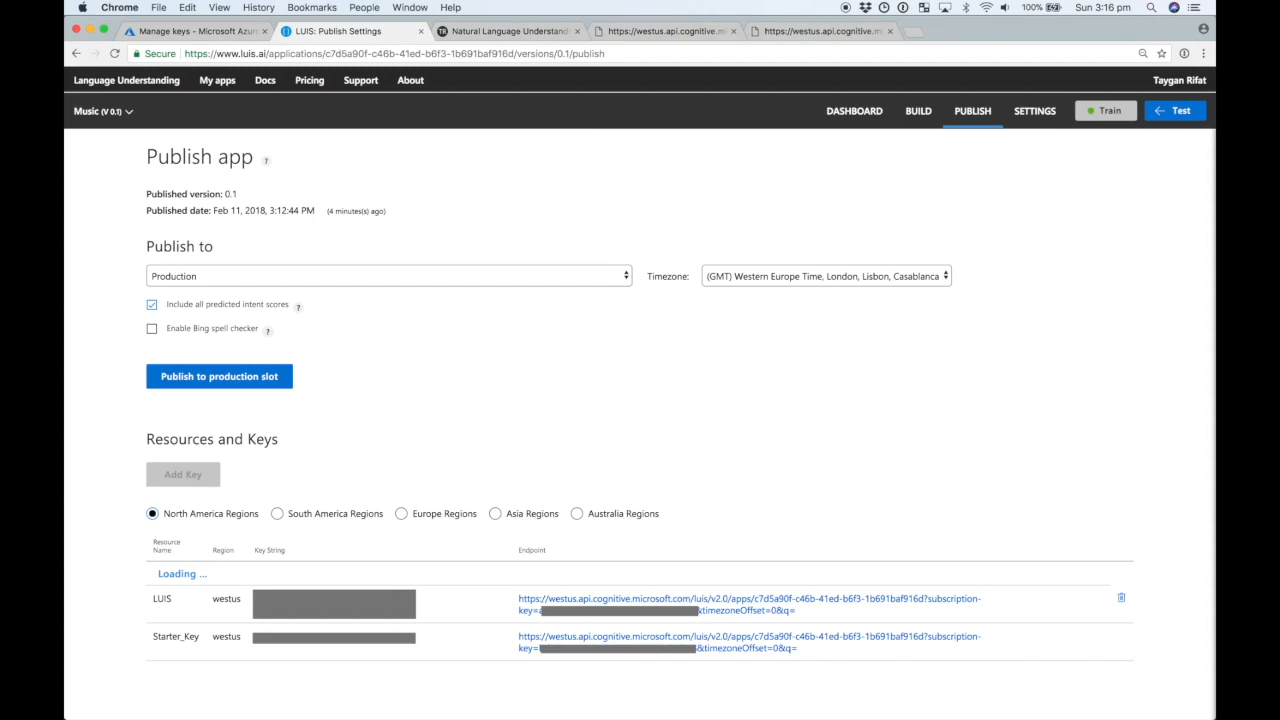 Chrome File Edit View History Bookmarks People Window Help 100% Sun 3:16 pm
Manage keys - Microsoft Azur LUIS: Publish Settings Natural Language Understandi https://westus.api.cognitive.mi https://westus.api.cognitive.mi
Secure https://www.luis.ai/applications/c7d5a90f-c46b-41ed-b6f3-1b691baf916d/versions/0.1/publish
Language Understanding My apps Docs Pricing Support About Taygan Rifat
Music (V 0.1) DASHBOARD BUILD PUBLISH SETTINGS Train Test
Publish app ?
Published version: 0.1
Published date: Feb 11, 2018, 3:12:44 PM (4 minutes(s) ago)
Publish to
Production Timezone: (GMT) Western Europe Time, London, Lisbon, Casablanca
Include all predicted intent scores ?
Enable Bing spell checker ?
Publish to production slot
Resources and Keys
Add Key
North America Regions South America Regions Europe Regions Asia Regions Australia Regions
Resource
Name Region Key String Endpoint
Loading ...
LUIS westus https://westus.api.cognitive.microsoft.com/luis/v2.0/apps/c7d5a90f-c46b-41ed-b6f3-1b691baf916d?subscription-
key= &timezoneOffset=0&q=
Starter_Key westus https://westus.api.cognitive.microsoft.com/luis/v2.0/apps/c7d5a90f-c46b-41ed-b6f3-1b691baf916d?subscription-
key= &timezoneOffset=0&q=